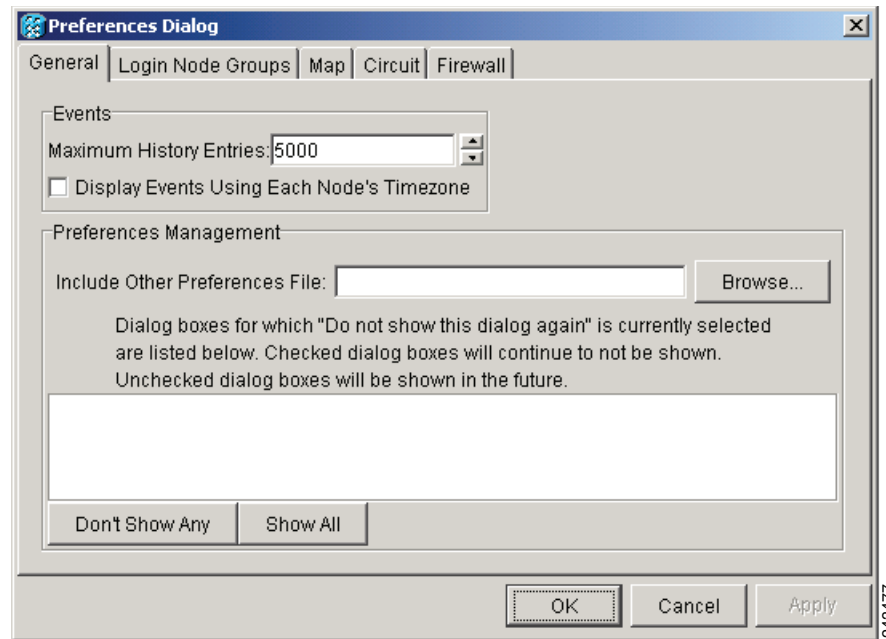 Preferences Dialog
General Login Node Groups Map Circuit Firewall
Events
Maximum History Entries: 5000
Display Events Using Each Node's Timezone
Preferences Management
Include Other Preferences File: Browse...
Dialog boxes for which "Do not show this dialog again" is currently selected
are listed below. Checked dialog boxes will continue to not be shown.
Unchecked dialog boxes will be shown in the future.
Don't Show Any Show All
OK Cancel Apply